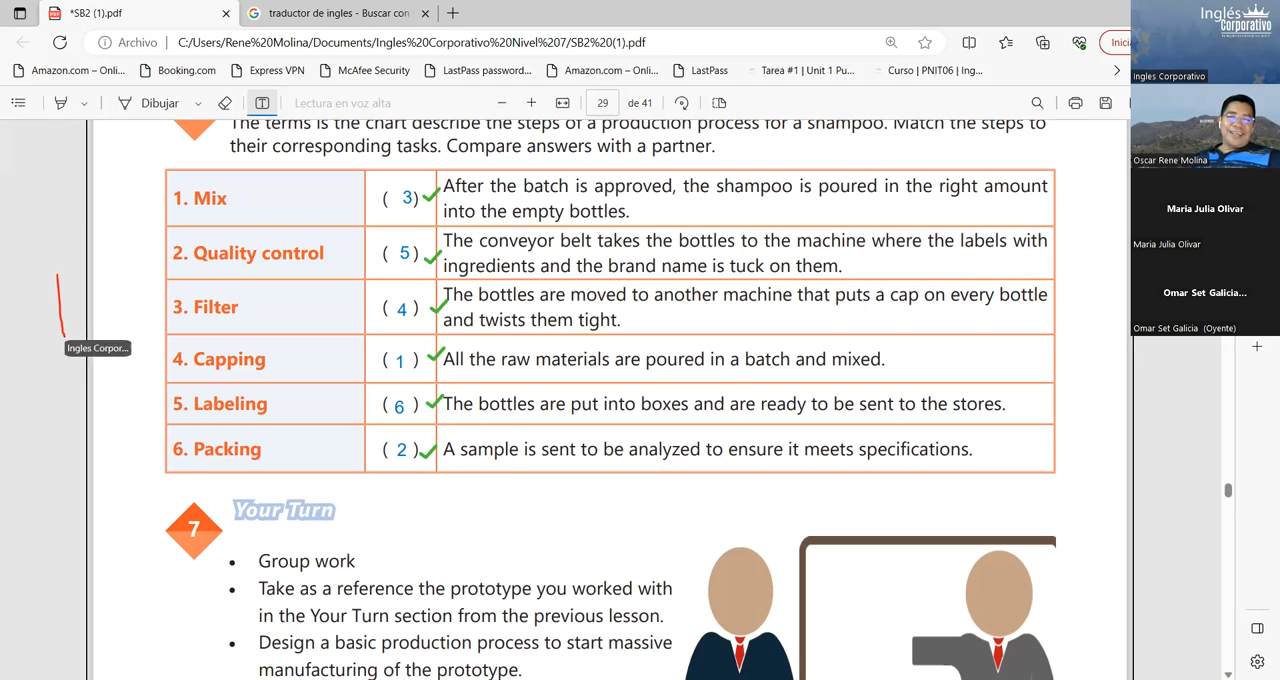 *SB2 (1).pdf
traductor de ingles - Buscar con
Archivo
C:/Users/Rene%20Molina/Documents/Ingles%20Corporativo%20Nivel%207/SB2%20(1).pdf
Inicia
Amazon.com – Onli...
Booking.com
Express VPN
McAfee Security
LastPass password...
Amazon.com – Onli...
LastPass
Tarea #1 | Unit 1 Pu...
Curso | PNIT06 | Ing...
Dibujar
Lectura en voz alta
29
de 41
The terms is the chart describe the steps of a production process for a shampoo. Match the steps to
their corresponding tasks. Compare answers with a partner.
1. Mix
( 3)
After the batch is approved, the shampoo is poured in the right amount
into the empty bottles.
2. Quality control
( 5 )
The conveyor belt takes the bottles to the machine where the labels with
ingredients and the brand name is tuck on them.
3. Filter
( 4 )
The bottles are moved to another machine that puts a cap on every bottle
and twists them tight.
4. Capping
( 1 )
All the raw materials are poured in a batch and mixed.
5. Labeling
( 6 )
The bottles are put into boxes and are ready to be sent to the stores.
6. Packing
( 2 )
A sample is sent to be analyzed to ensure it meets specifications.
Ingles Corpor...
7
Your Turn
• Group work
• Take as a reference the prototype you worked with
in the Your Turn section from the previous lesson.
• Design a basic production process to start massive
manufacturing of the prototype.
Inglés
Corporativo
Ingles Corporativo
Oscar Rene Molina
Maria Julia Olivar
Maria Julia Olivar
Omar Set Galicia...
Omar Set Galicia (Oyente)